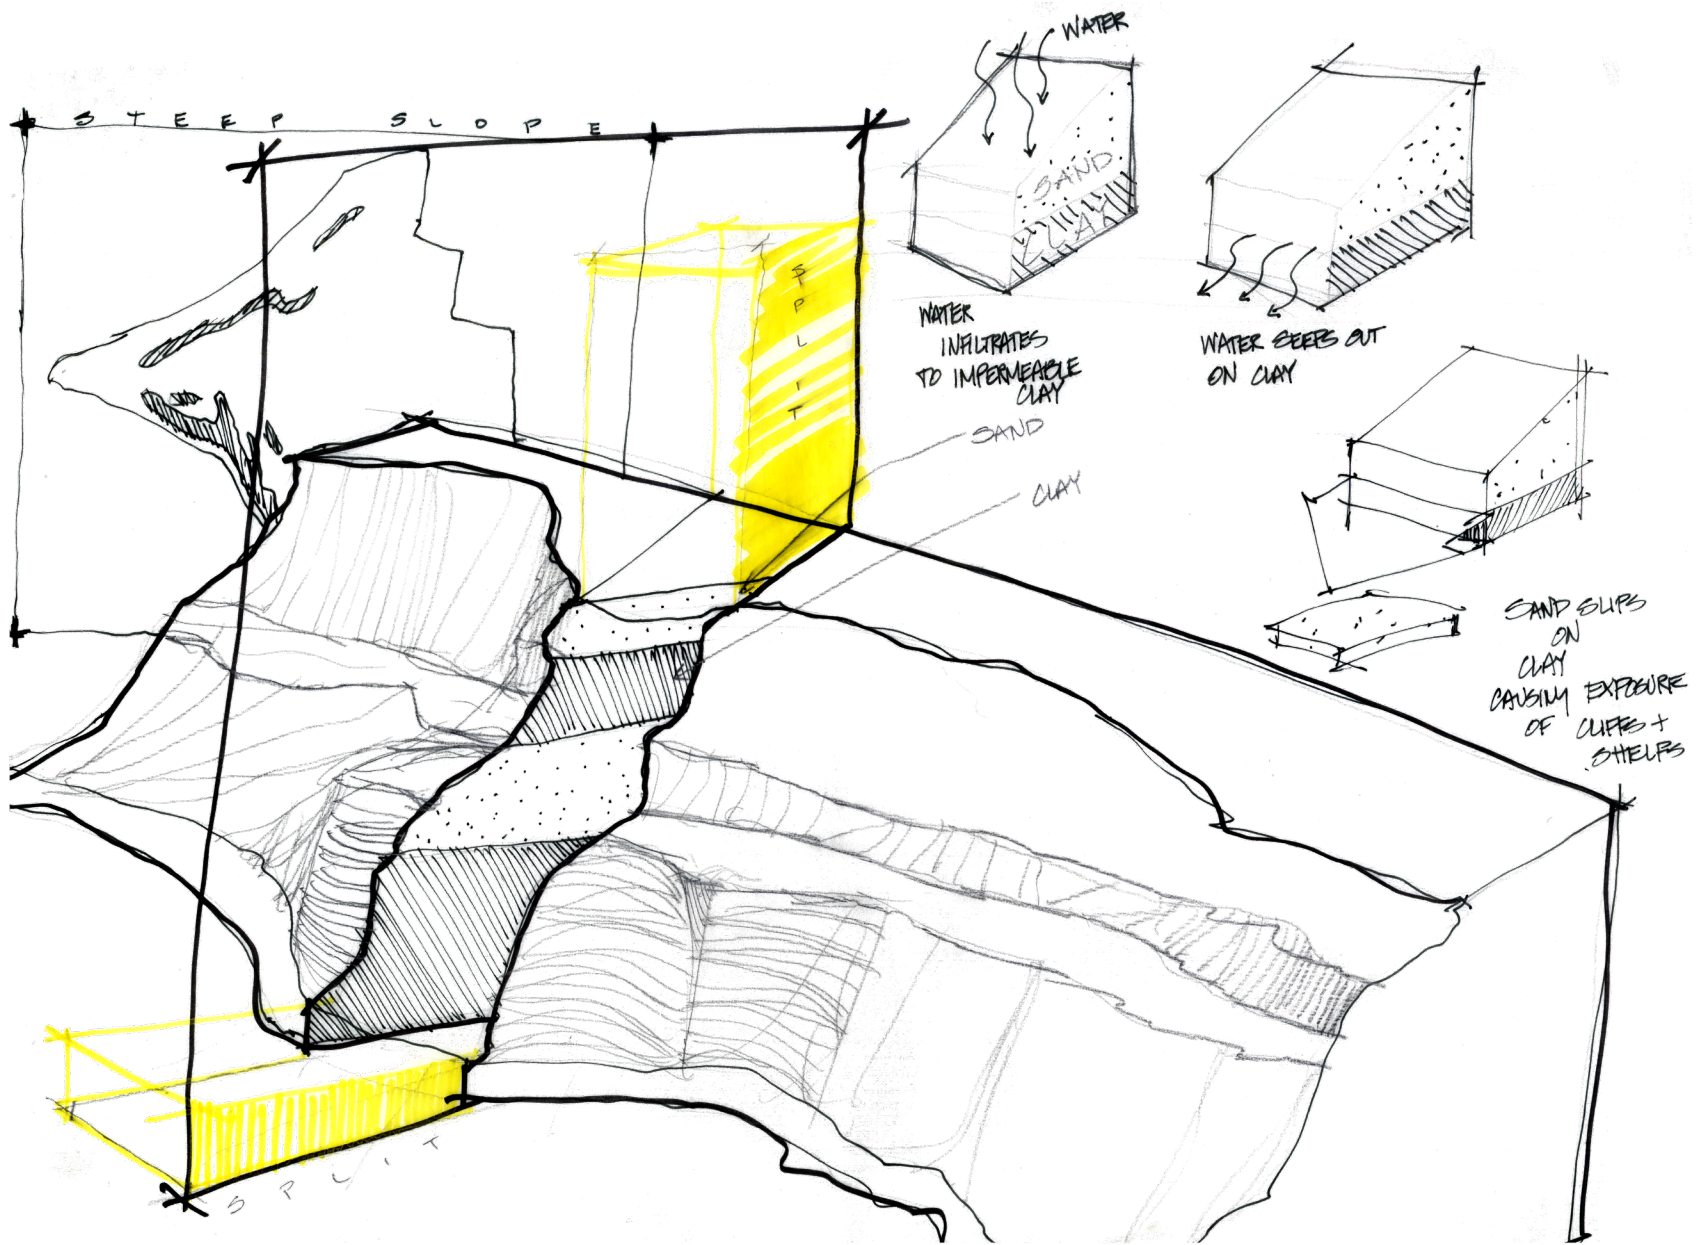 WATER
STEEP SLOPE
SAND
CLAY
SPLIT
WATER
INFILTRATES
TO IMPERMEABLE
CLAY
WATER SEEPS OUT
ON CLAY
SAND
CLAY
SAND SLIPS
ON
CLAY
CAUSING EXPOSURE
OF CLIFFS +
SHELFS
SPLIT